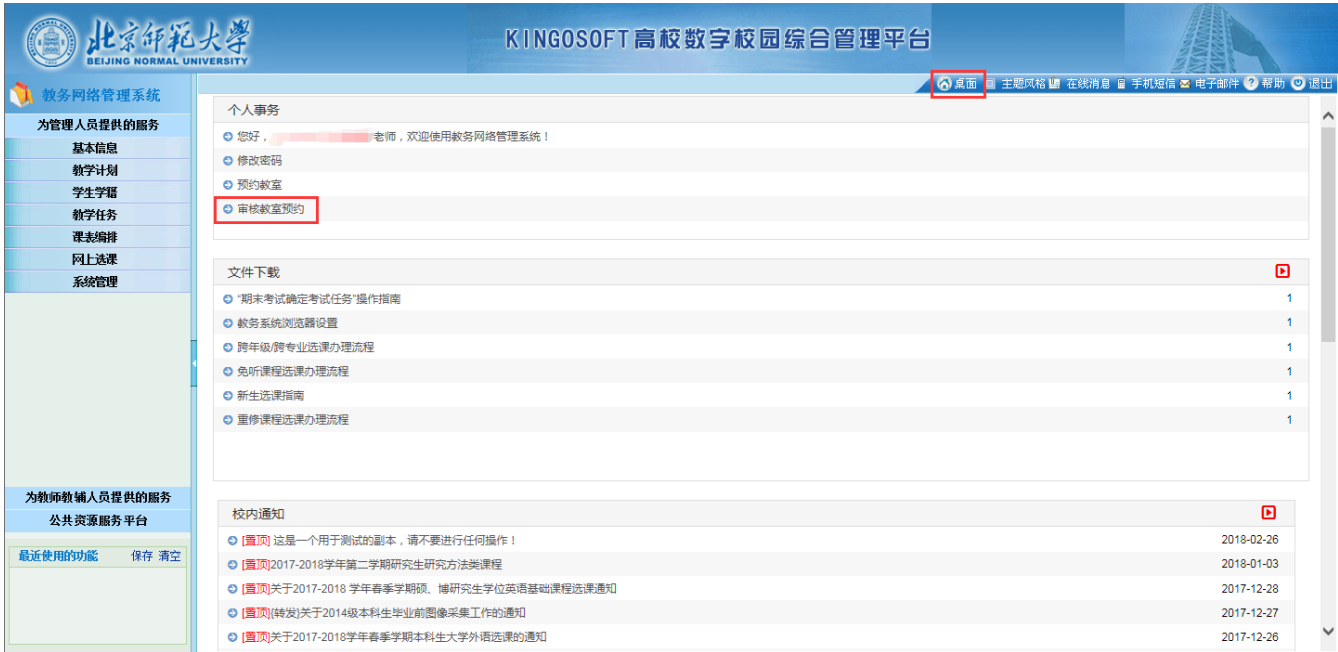 北京师范大学
BEIJING NORMAL UNIVERSITY
KINGOSOFT高校数字校园综合管理平台
桌面 主题风格 在线消息 手机短信 电子邮件 帮助 退出
教务网络管理系统
为管理人员提供的服务
基本信息
教学计划
学生学籍
教学任务
课表编排
网上选课
系统管理
为教师教辅人员提供的服务
公共资源服务平台
最近使用的功能 保存 清空
个人事务
您好， 老师，欢迎使用教务网络管理系统！
修改密码
预约教室
审核教室预约
文件下载
“期末考试确定考试任务”操作指南 1
教务系统浏览器设置 1
跨年级/跨专业选课办理流程 1
免听课程选课办理流程 1
新生选课指南 1
重修课程选课办理流程 1
校内通知
[置顶] 这是一个用于测试的副本，请不要进行任何操作！ 2018-02-26
[置顶]2017-2018学年第二学期研究生研究方法类课程 2018-01-03
[置顶]关于2017-2018 学年春季学期硕、博研究生学位英语基础课程选课通知 2017-12-28
[置顶](转发)关于2014级本科生毕业前图像采集工作的通知 2017-12-27
[置顶]关于2017-2018学年春季学期本科生大学外语选课的通知 2017-12-26